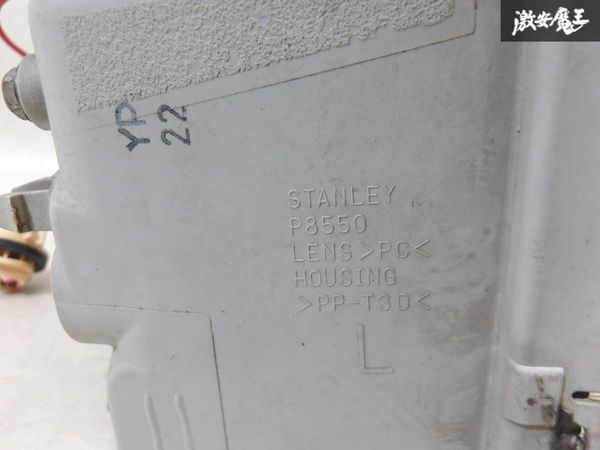 激安魔王
YP
22
STANLEY
P8550
LENS >PC<
HOUSING
>PP-T30<
L